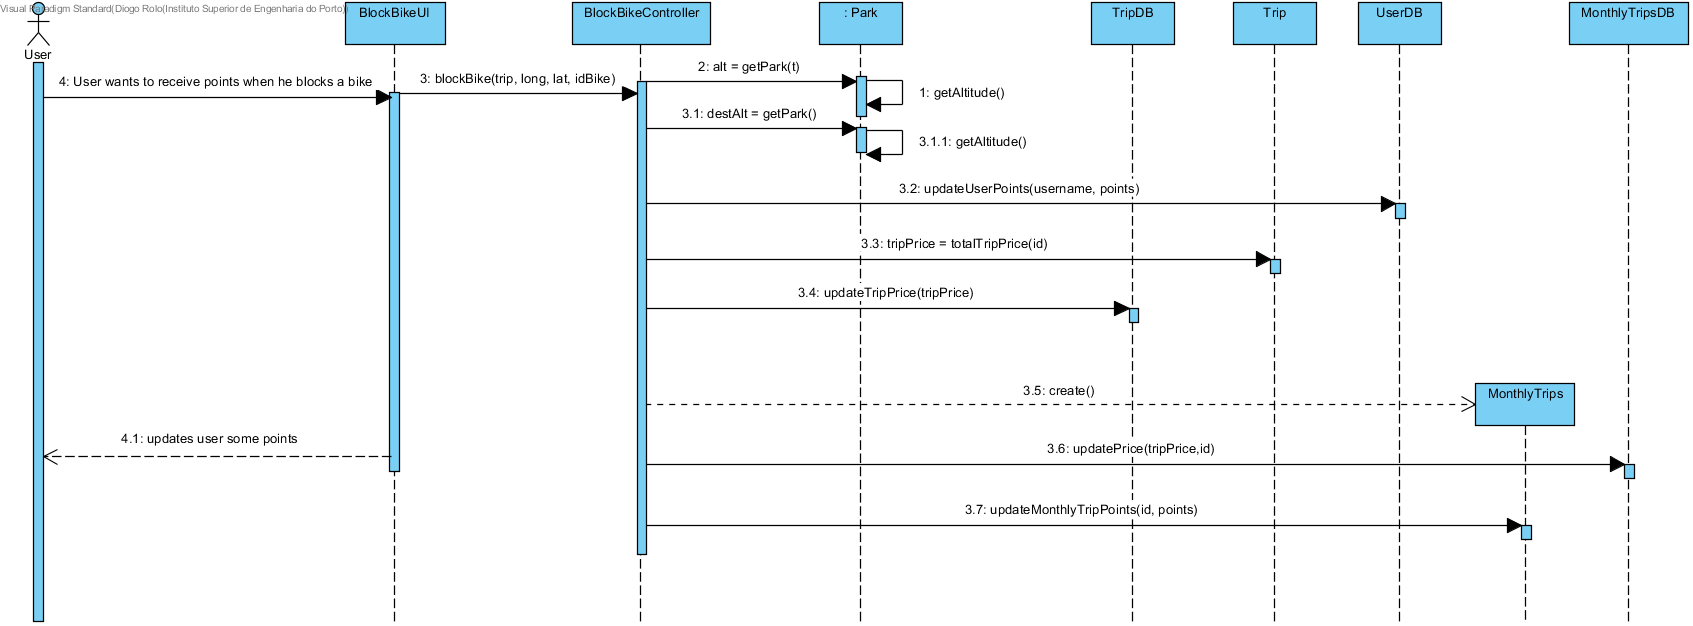 Visual Paradigm Standard(Diogo Rolo(Instituto Superior de Engenharia do Porto))
User
BlockBikeUI
BlockBikeController
: Park
TripDB
Trip
UserDB
MonthlyTripsDB
4: User wants to receive points when he blocks a bike
3: blockBike(trip, long, lat, idBike)
2: alt = getPark(t)
1: getAltitude()
3.1: destAlt = getPark()
3.1.1: getAltitude()
3.2: updateUserPoints(username, points)
3.3: tripPrice = totalTripPrice(id)
3.4: updateTripPrice(tripPrice)
3.5: create()
MonthlyTrips
4.1: updates user some points
3.6: updatePrice(tripPrice,id)
3.7: updateMonthlyTripPoints(id, points)